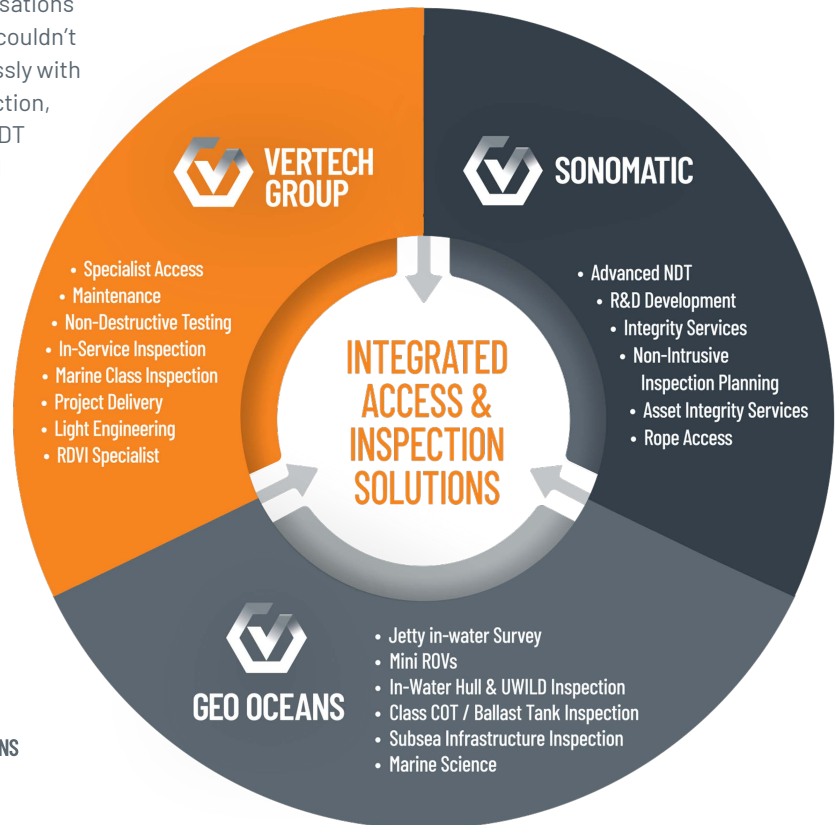 sations
couldn't
ssly with
ction,
DT
VERTECH
GROUP
• Specialist Access
• Maintenance
• Non-Destructive Testing
• In-Service Inspection
• Marine Class Inspection
• Project Delivery
• Light Engineering
• RDVI Specialist
SONOMATIC
• Advanced NDT
• R&D Development
• Integrity Services
• Non-Intrusive
Inspection Planning
• Asset Integrity Services
• Rope Access
INTEGRATED
ACCESS &
INSPECTION
SOLUTIONS
GEO OCEANS
• Jetty in-water Survey
• Mini ROVs
• In-Water Hull & UWILD Inspection
• Class COT / Ballast Tank Inspection
• Subsea Infrastructure Inspection
• Marine Science
NS